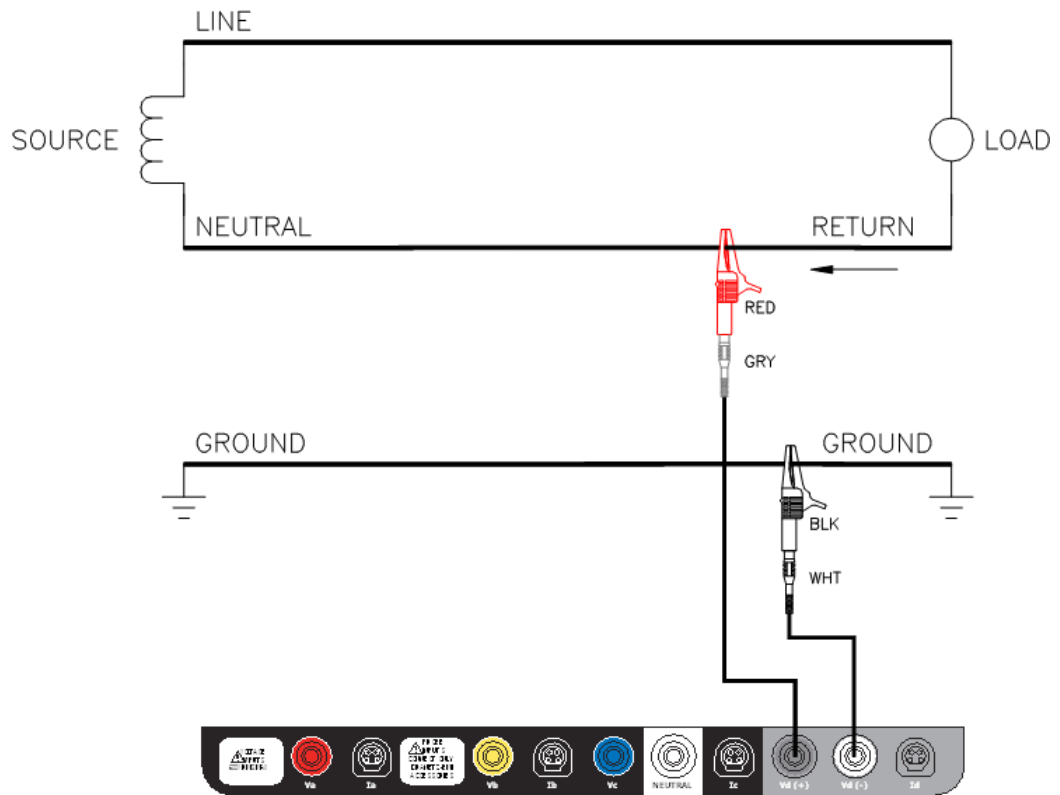 LINE
SOURCE
LOAD
NEUTRAL
RETURN
RED
GRY
GROUND
GROUND
BLK
WHT
Va
Ia
Vb
Ib
Vc
NEUTRAL
Ic
Vd (+)
Vd (-)
Id